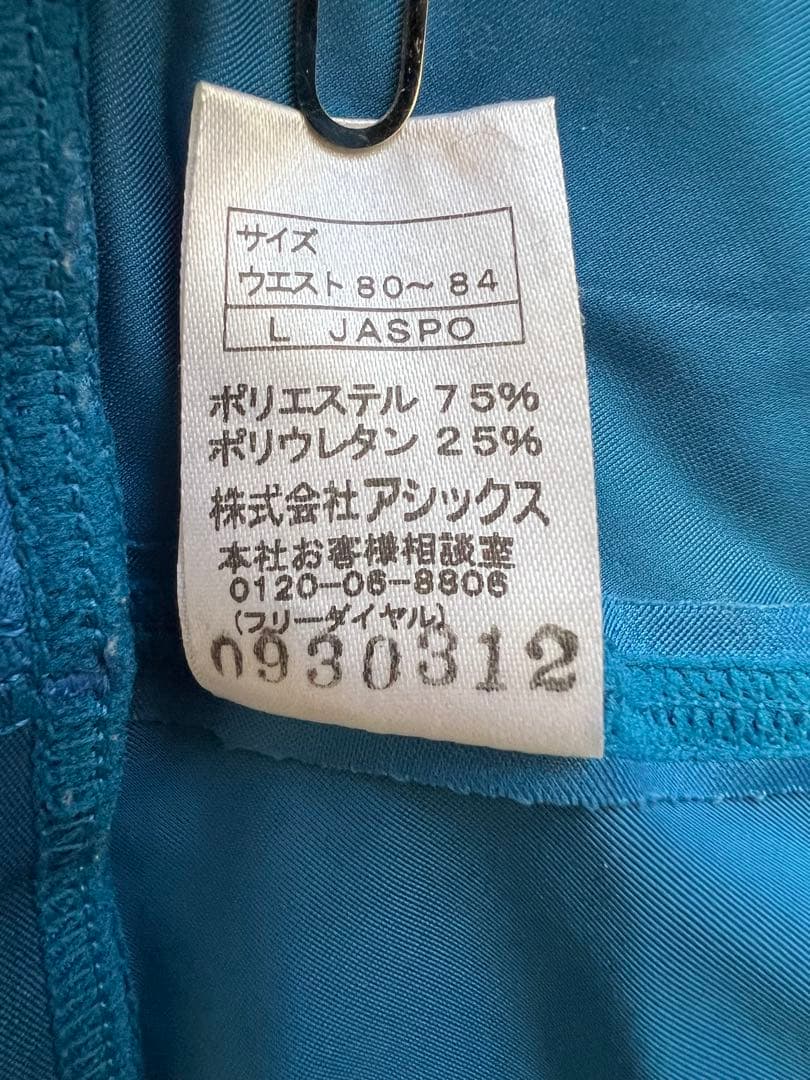 サイズ
ウエスト 80〜84
L JASPO
ポリエステル 75%
ポリウレタン 25%
株式会社アシックス
本社お客様相談室
0120-06-8806
(フリーダイヤル)
0930312